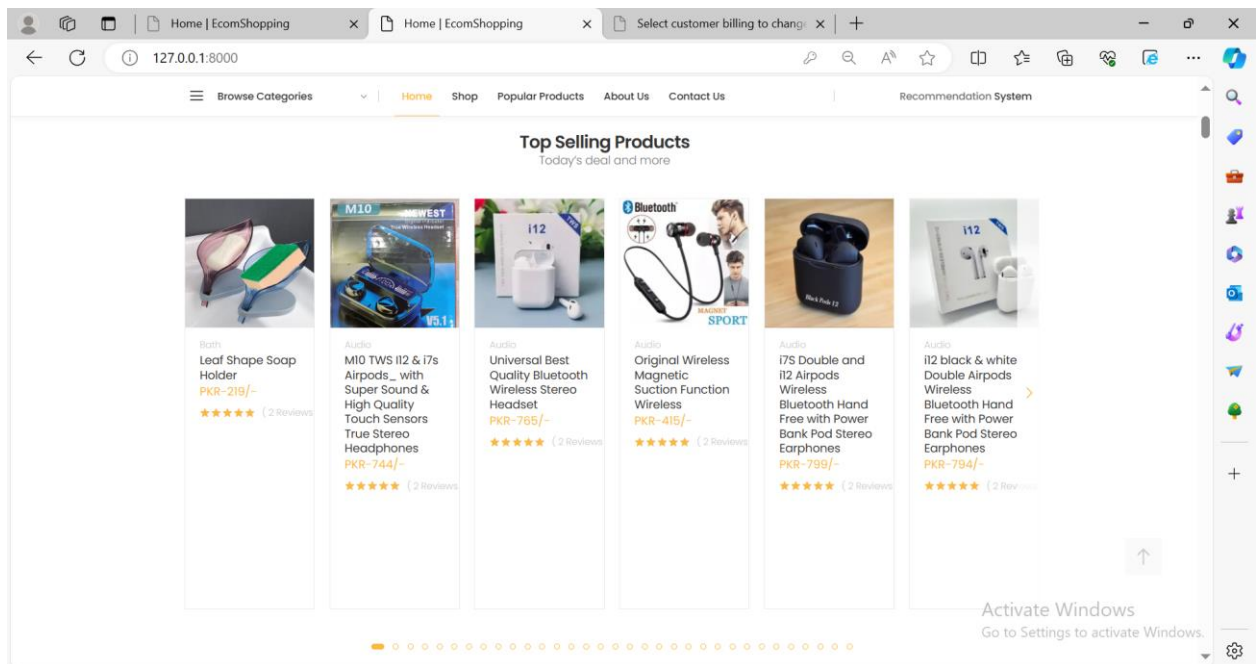 Home | EcomShopping
Home | EcomShopping
Select customer billing to chang
127.0.0.1:8000
Browse Categories
Home
Shop
Popular Products
About Us
Contact Us
Recommendation System
Top Selling Products
Today's deal and more
M10
NEWEST
True Wireless Headset
V5.1
i12
Bluetooth
MAGNET
SPORT
Black Pods 12
i12
Bath
Leaf Shape Soap
Holder
PKR-219/-
( 2 Reviews
Audio
M10 TWS I12 & i7s
Airpods_ with
Super Sound &
High Quality
Touch Sensors
True Stereo
Headphones
PKR-744/-
( 2 Reviews
Audio
Universal Best
Quality Bluetooth
Wireless Stereo
Headset
PKR-765/-
( 2 Reviews
Audio
Original Wireless
Magnetic
Suction Function
Wireless
PKR-415/-
( 2 Reviews
Audio
i7S Double and
i12 Airpods
Wireless
Bluetooth Hand
Free with Power
Bank Pod Stereo
Earphones
PKR-799/-
( 2 Reviews
Audio
i12 black & white
Double Airpods
Wireless
Bluetooth Hand
Free with Power
Bank Pod Stereo
Earphones
PKR-794/-
( 2 Rev
Activate Windows
Go to Settings to activate Windows.